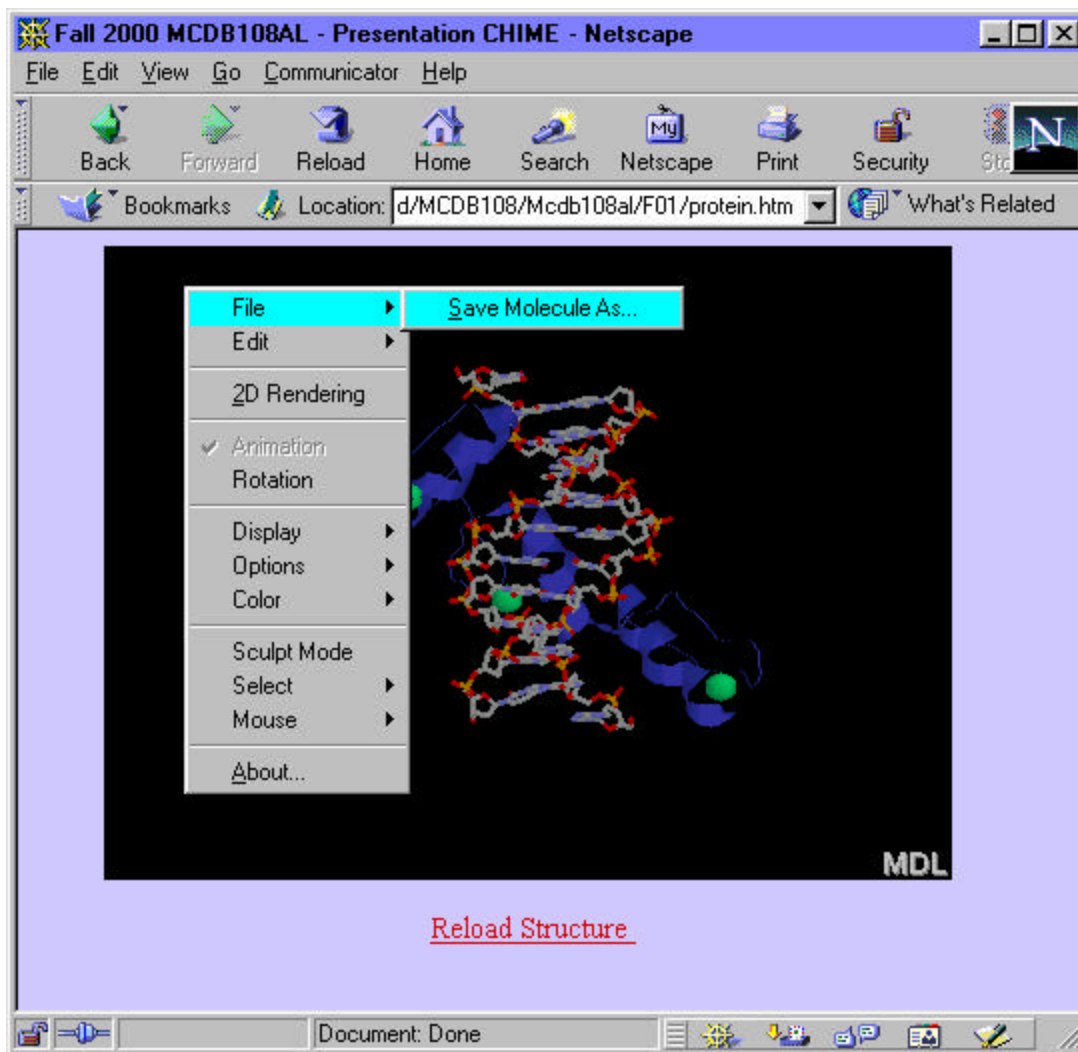 Fall 2000 MCDB108AL - Presentation CHIME - Netscape
File Edit View Go Communicator Help
Back Forward Reload Home Search My Netscape Print Security
N
Bookmarks Location: d/MCDB108/Mcdb108al/F01/protein.htm What's Related
File Save Molecule As...
Edit
2D Rendering
Animation
Rotation
Display
Options
Color
Sculpt Mode
Select
Mouse
About...
MDL
Reload Structure
Document: Done